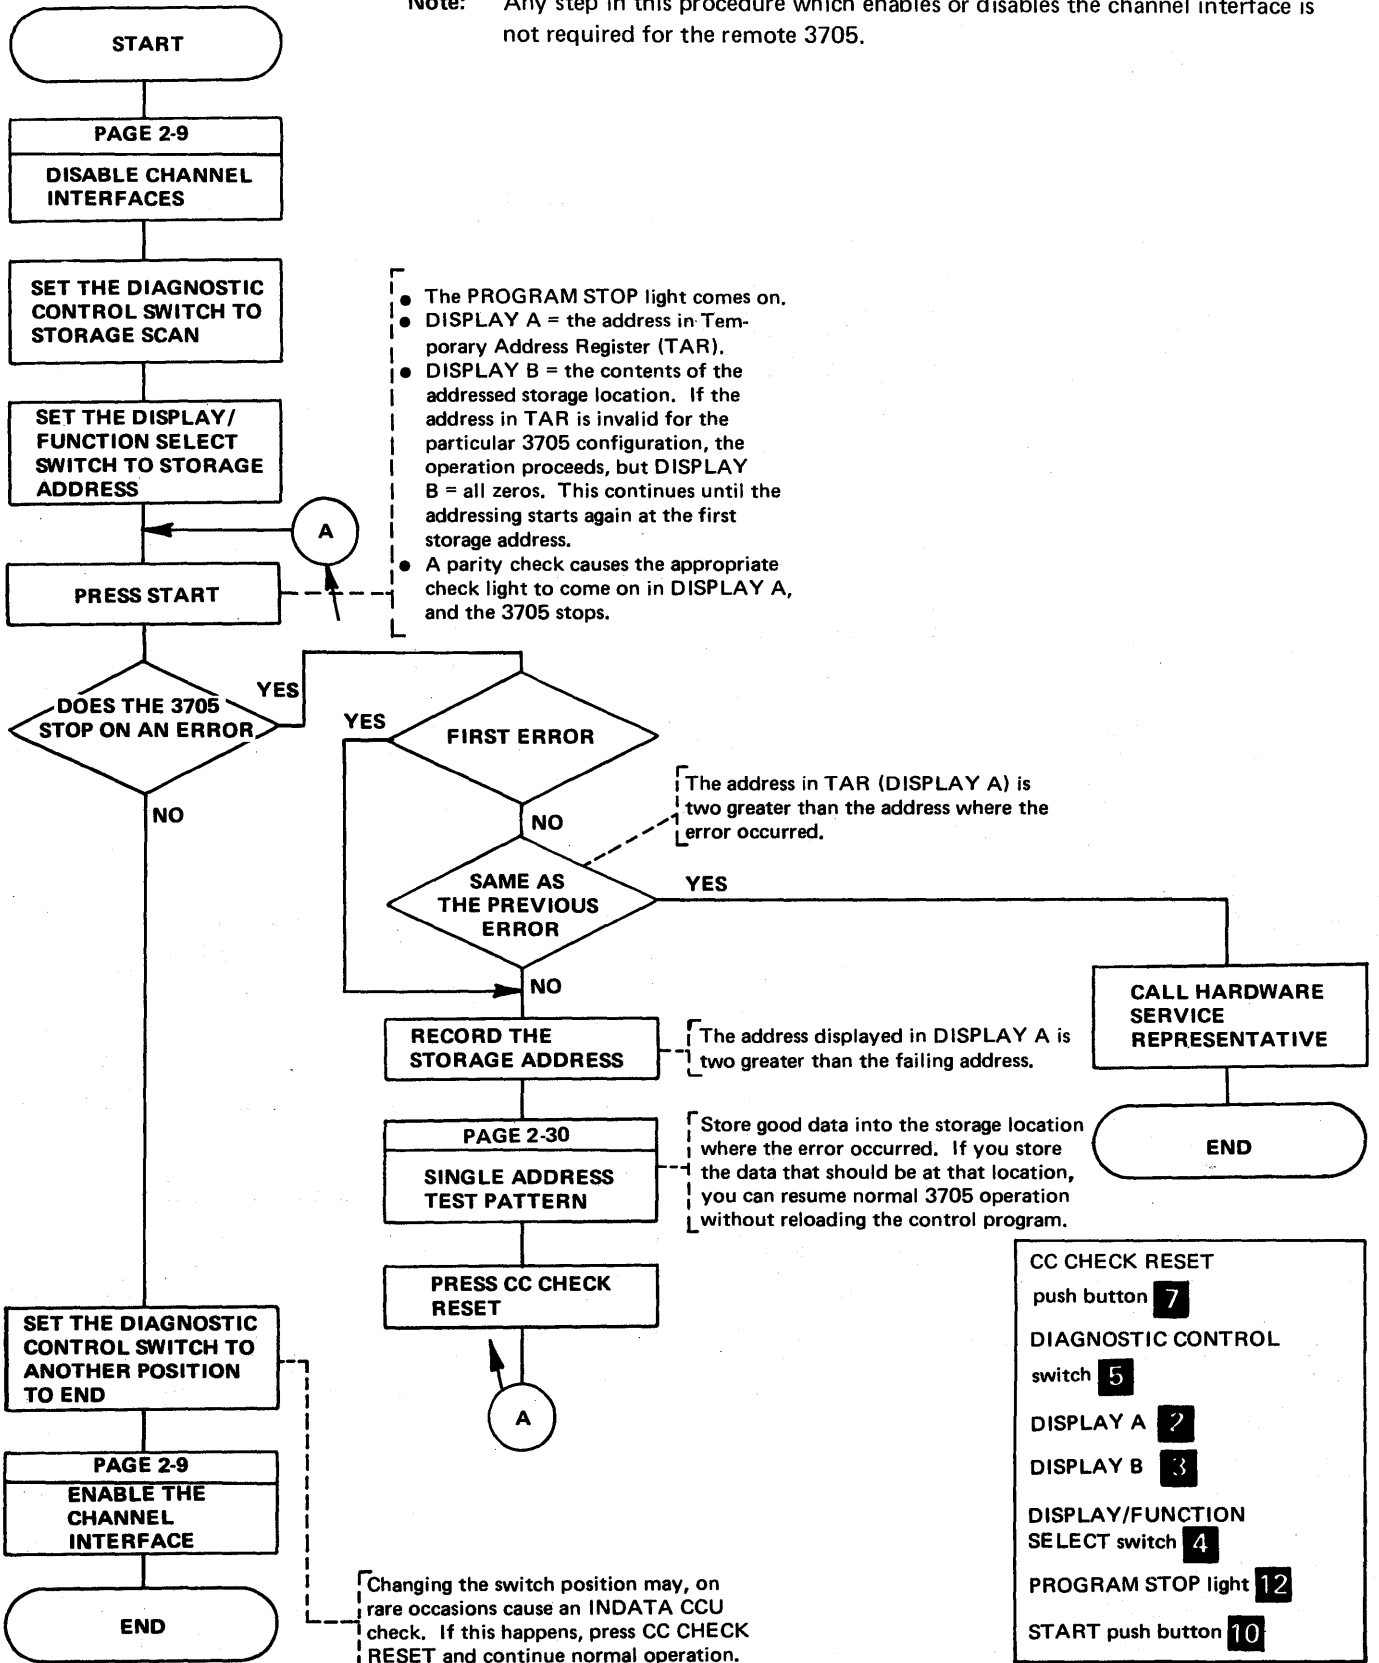 Note: Any step in this procedure which enables or disables the channel interface is
not required for the remote 3705.
START
PAGE 2-9
DISABLE CHANNEL
INTERFACES
SET THE DIAGNOSTIC
CONTROL SWITCH TO
STORAGE SCAN
SET THE DISPLAY/
FUNCTION SELECT
SWITCH TO STORAGE
ADDRESS
A
PRESS START
● The PROGRAM STOP light comes on.
● DISPLAY A = the address in Tem-
porary Address Register (TAR).
● DISPLAY B = the contents of the
addressed storage location. If the
address in TAR is invalid for the
particular 3705 configuration, the
operation proceeds, but DISPLAY
B = all zeros. This continues until the
addressing starts again at the first
storage address.
● A parity check causes the appropriate
check light to come on in DISPLAY A,
and the 3705 stops.
DOES THE 3705
STOP ON AN ERROR
YES
NO
FIRST ERROR
YES
NO
The address in TAR (DISPLAY A) is
two greater than the address where the
error occurred.
SAME AS
THE PREVIOUS
ERROR
YES
NO
CALL HARDWARE
SERVICE
REPRESENTATIVE
END
RECORD THE
STORAGE ADDRESS
The address displayed in DISPLAY A is
two greater than the failing address.
PAGE 2-30
SINGLE ADDRESS
TEST PATTERN
Store good data into the storage location
where the error occurred. If you store
the data that should be at that location,
you can resume normal 3705 operation
without reloading the control program.
PRESS CC CHECK
RESET
A
SET THE DIAGNOSTIC
CONTROL SWITCH TO
ANOTHER POSITION
TO END
PAGE 2-9
ENABLE THE
CHANNEL
INTERFACE
END
Changing the switch position may, on
rare occasions cause an INDATA CCU
check. If this happens, press CC CHECK
RESET and continue normal operation.
CC CHECK RESET
push button 7
DIAGNOSTIC CONTROL
switch 5
DISPLAY A 2
DISPLAY B 3
DISPLAY/FUNCTION
SELECT switch 4
PROGRAM STOP light 12
START push button 10